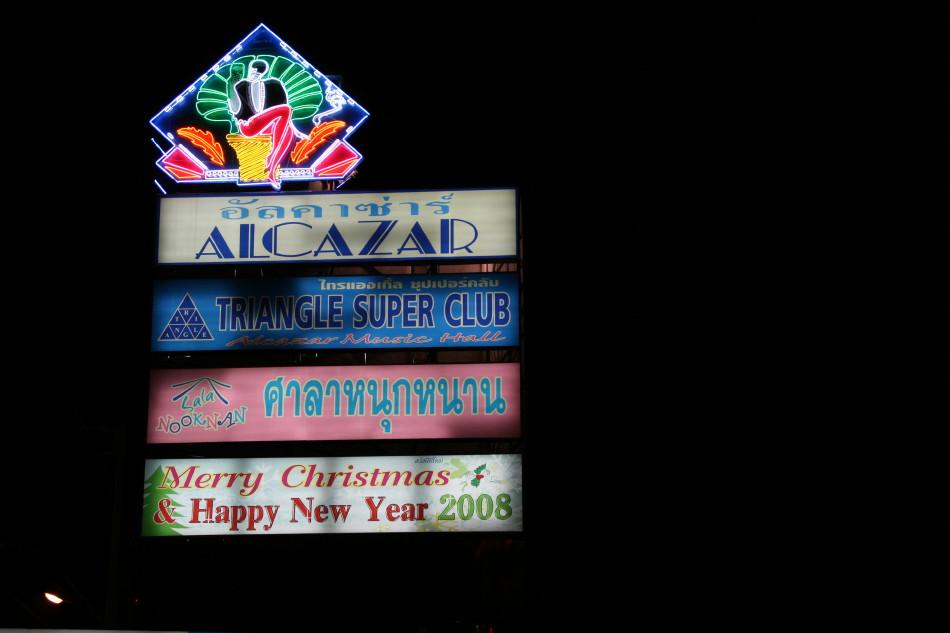 อัลคาซ่าร์
ALCAZAR
ไทรแองเกิ้ล ซุปเปอร์คลับ
TRIANGLE
TRIANGLE SUPER CLUB
Alcazar Music Hall
Sala
NOOKNAN
ศาลาหนุกหนาน
Merry Christmas
& Happy New Year 2008